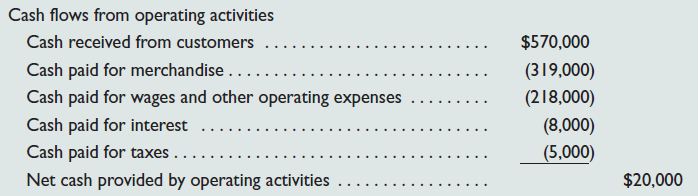 Cash flows from operating activities
Cash received from customers .......................... $570,000
Cash paid for merchandise .............................. (319,000)
Cash paid for wages and other operating expenses ......... (218,000)
Cash paid for interest ................................ (8,000)
Cash paid for taxes .................................... (5,000)
Net cash provided by operating activities ................. $20,000